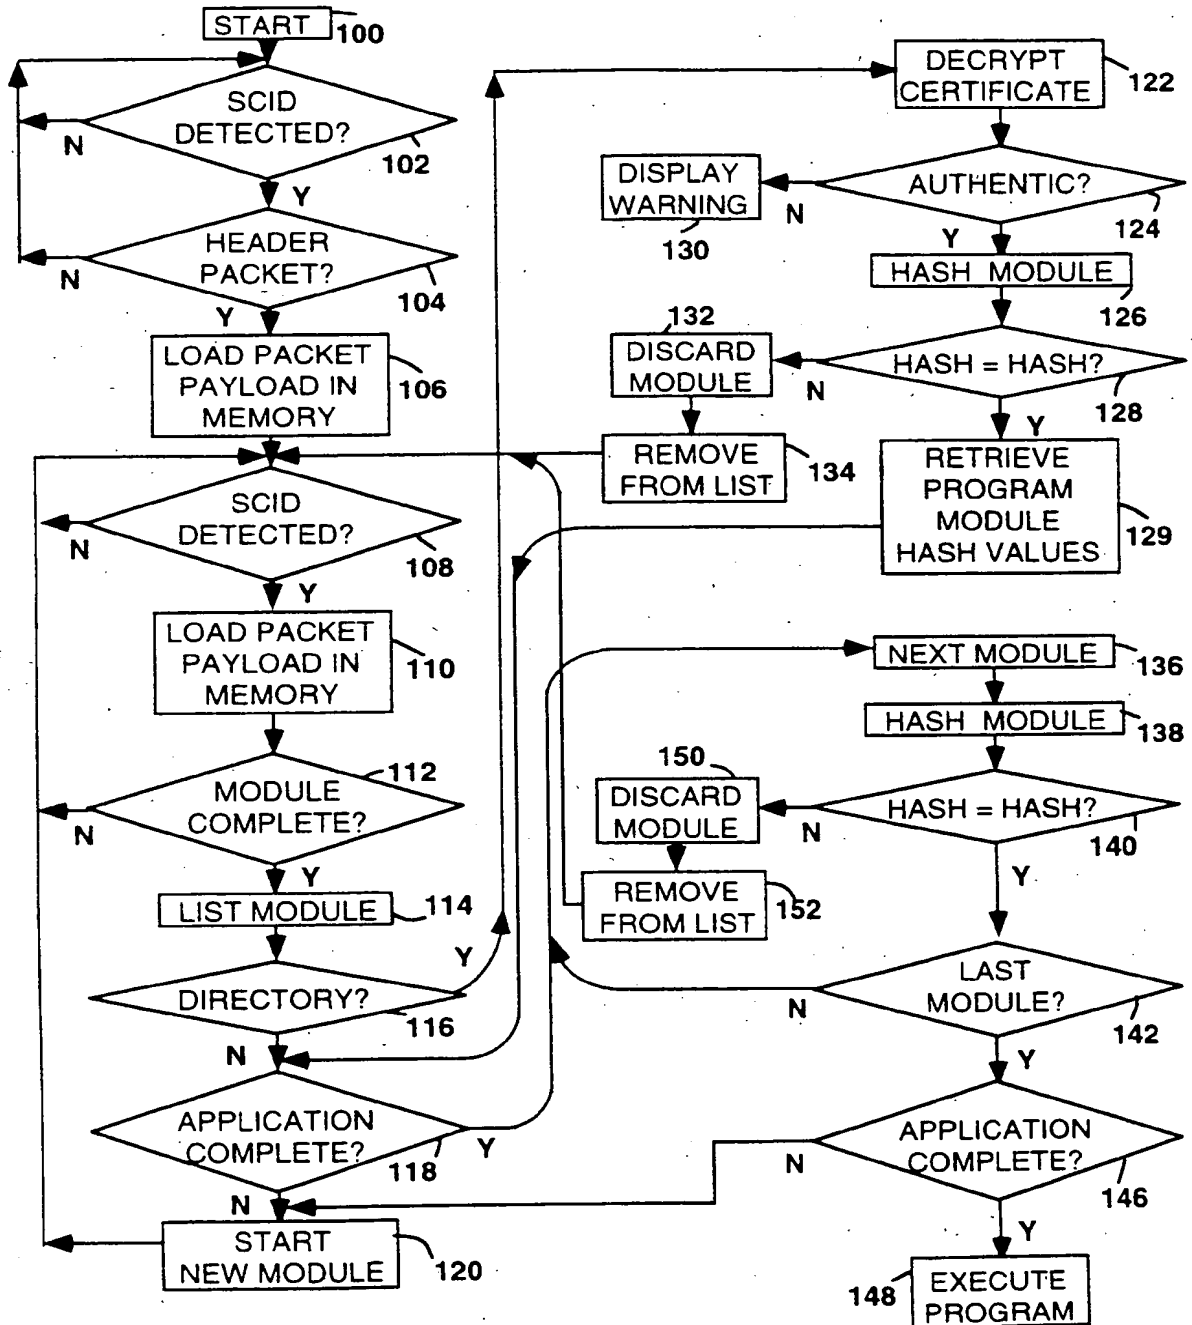 START
100
SCID
DETECTED?
102
N
Y
HEADER
PACKET?
104
N
Y
LOAD PACKET
PAYLOAD IN
MEMORY
106
SCID
DETECTED?
108
N
Y
LOAD PACKET
PAYLOAD IN
MEMORY
110
MODULE
COMPLETE?
112
N
Y
LIST MODULE
114
DIRECTORY?
116
Y
N
APPLICATION
COMPLETE?
118
Y
N
START
NEW MODULE
120
DECRYPT
CERTIFICATE
122
AUTHENTIC?
124
N
Y
DISPLAY
WARNING
130
HASH MODULE
126
HASH = HASH?
128
N
Y
132
DISCARD
MODULE
REMOVE
FROM LIST
134
RETRIEVE
PROGRAM
MODULE
HASH VALUES
129
NEXT MODULE
136
HASH MODULE
138
HASH = HASH?
140
N
Y
150
DISCARD
MODULE
REMOVE
FROM LIST
152
LAST
MODULE?
142
N
Y
APPLICATION
COMPLETE?
146
N
Y
148
EXECUTE
PROGRAM